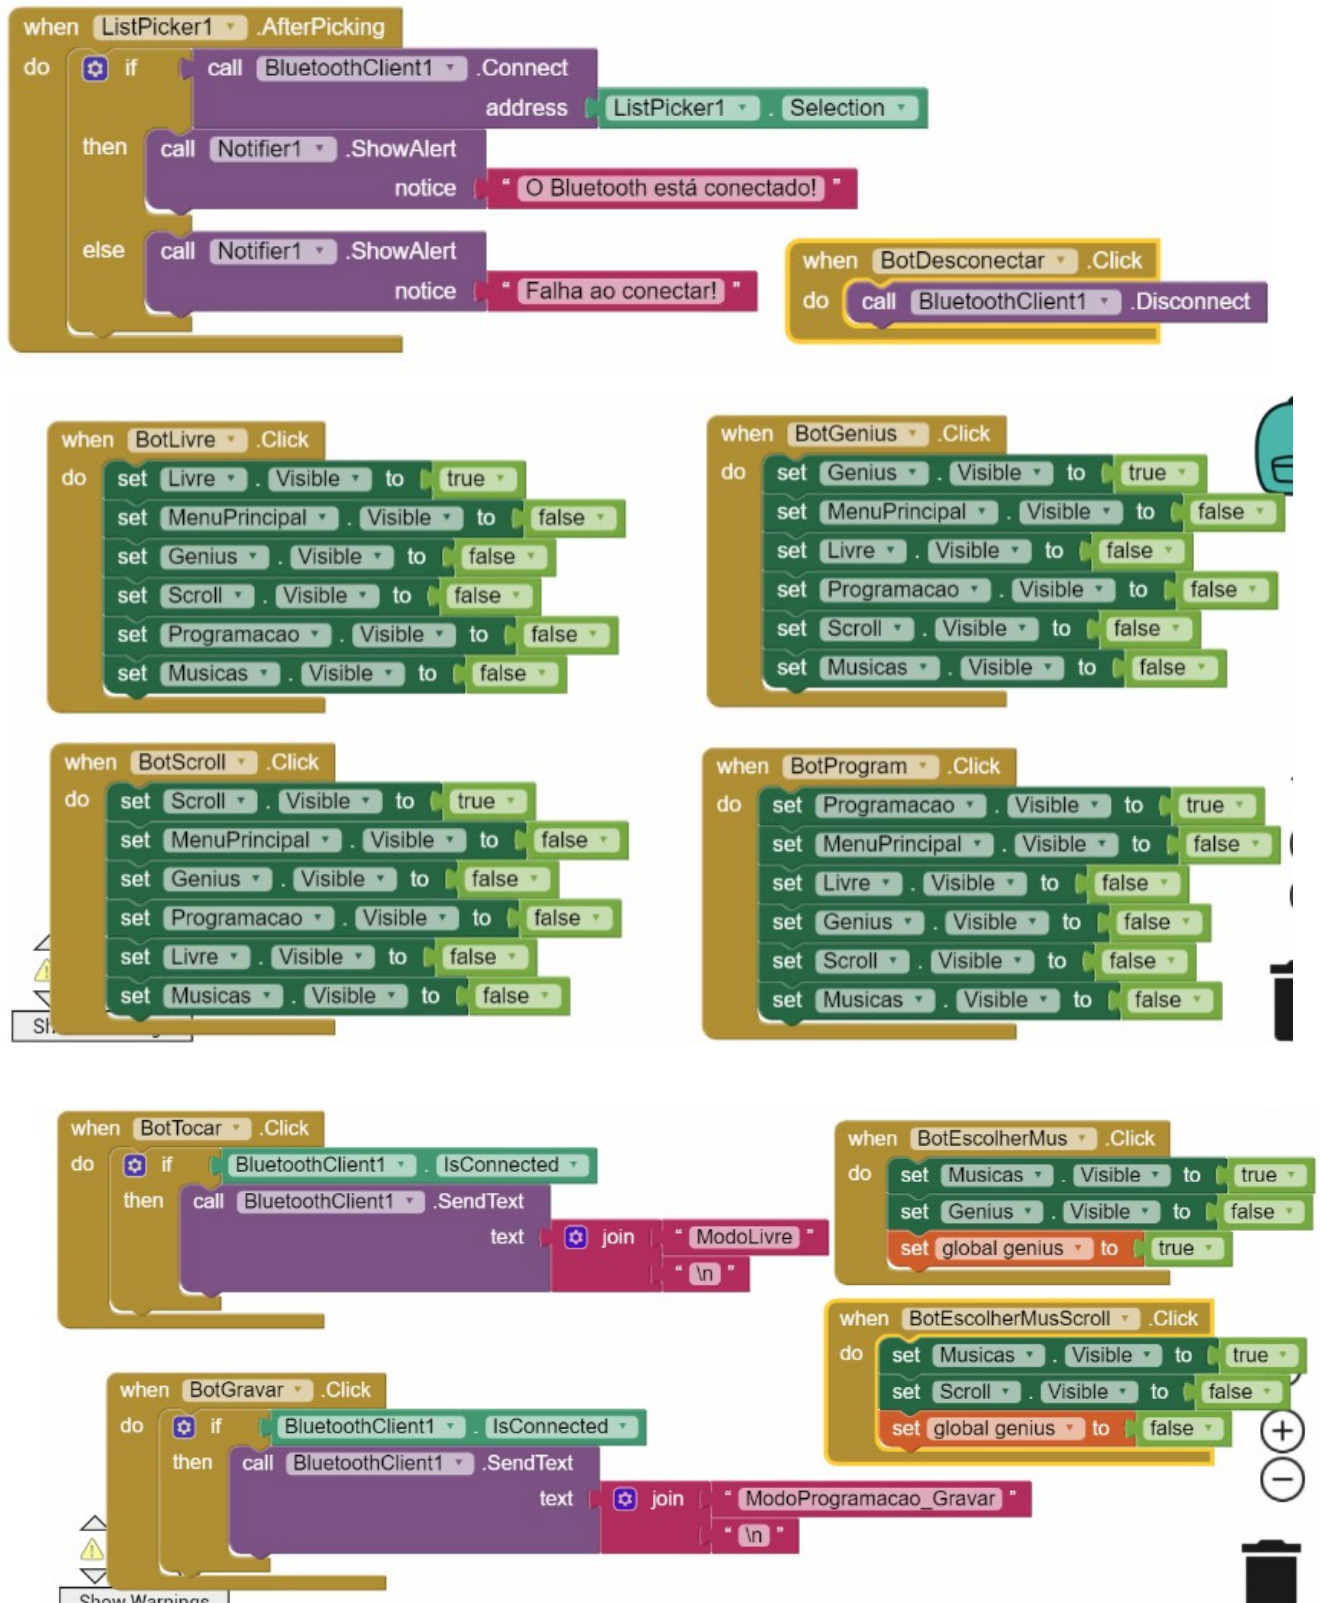 when ListPicker1 .AfterPicking
do if call BluetoothClient1 .Connect
address ListPicker1 . Selection
then call Notifier1 .ShowAlert
notice " O Bluetooth está conectado! "
else call Notifier1 .ShowAlert
notice " Falha ao conectar! "
when BotDesconectar .Click
do call BluetoothClient1 .Disconnect
when BotLivre .Click
do set Livre . Visible to true
set MenuPrincipal . Visible to false
set Genius . Visible to false
set Scroll . Visible to false
set Programacao . Visible to false
set Musicas . Visible to false
when BotGenius .Click
do set Genius . Visible to true
set MenuPrincipal . Visible to false
set Livre . Visible to false
set Programacao . Visible to false
set Scroll . Visible to false
set Musicas . Visible to false
when BotScroll .Click
do set Scroll . Visible to true
set MenuPrincipal . Visible to false
set Genius . Visible to false
set Programacao . Visible to false
set Livre . Visible to false
set Musicas . Visible to false
when BotProgram .Click
do set Programacao . Visible to true
set MenuPrincipal . Visible to false
set Livre . Visible to false
set Genius . Visible to false
set Scroll . Visible to false
set Musicas . Visible to false
when BotTocar .Click
do if BluetoothClient1 . IsConnected
then call BluetoothClient1 .SendText
text join " ModoLivre "
" \n "
when BotEscolherMus .Click
do set Musicas . Visible to true
set Genius . Visible to false
set global genius to true
when BotEscolherMusScroll .Click
do set Musicas . Visible to true
set Scroll . Visible to false
set global genius to false
when BotGravar .Click
do if BluetoothClient1 . IsConnected
then call BluetoothClient1 .SendText
text join " ModoProgramacao_Gravar "
" \n "
Show Warnings